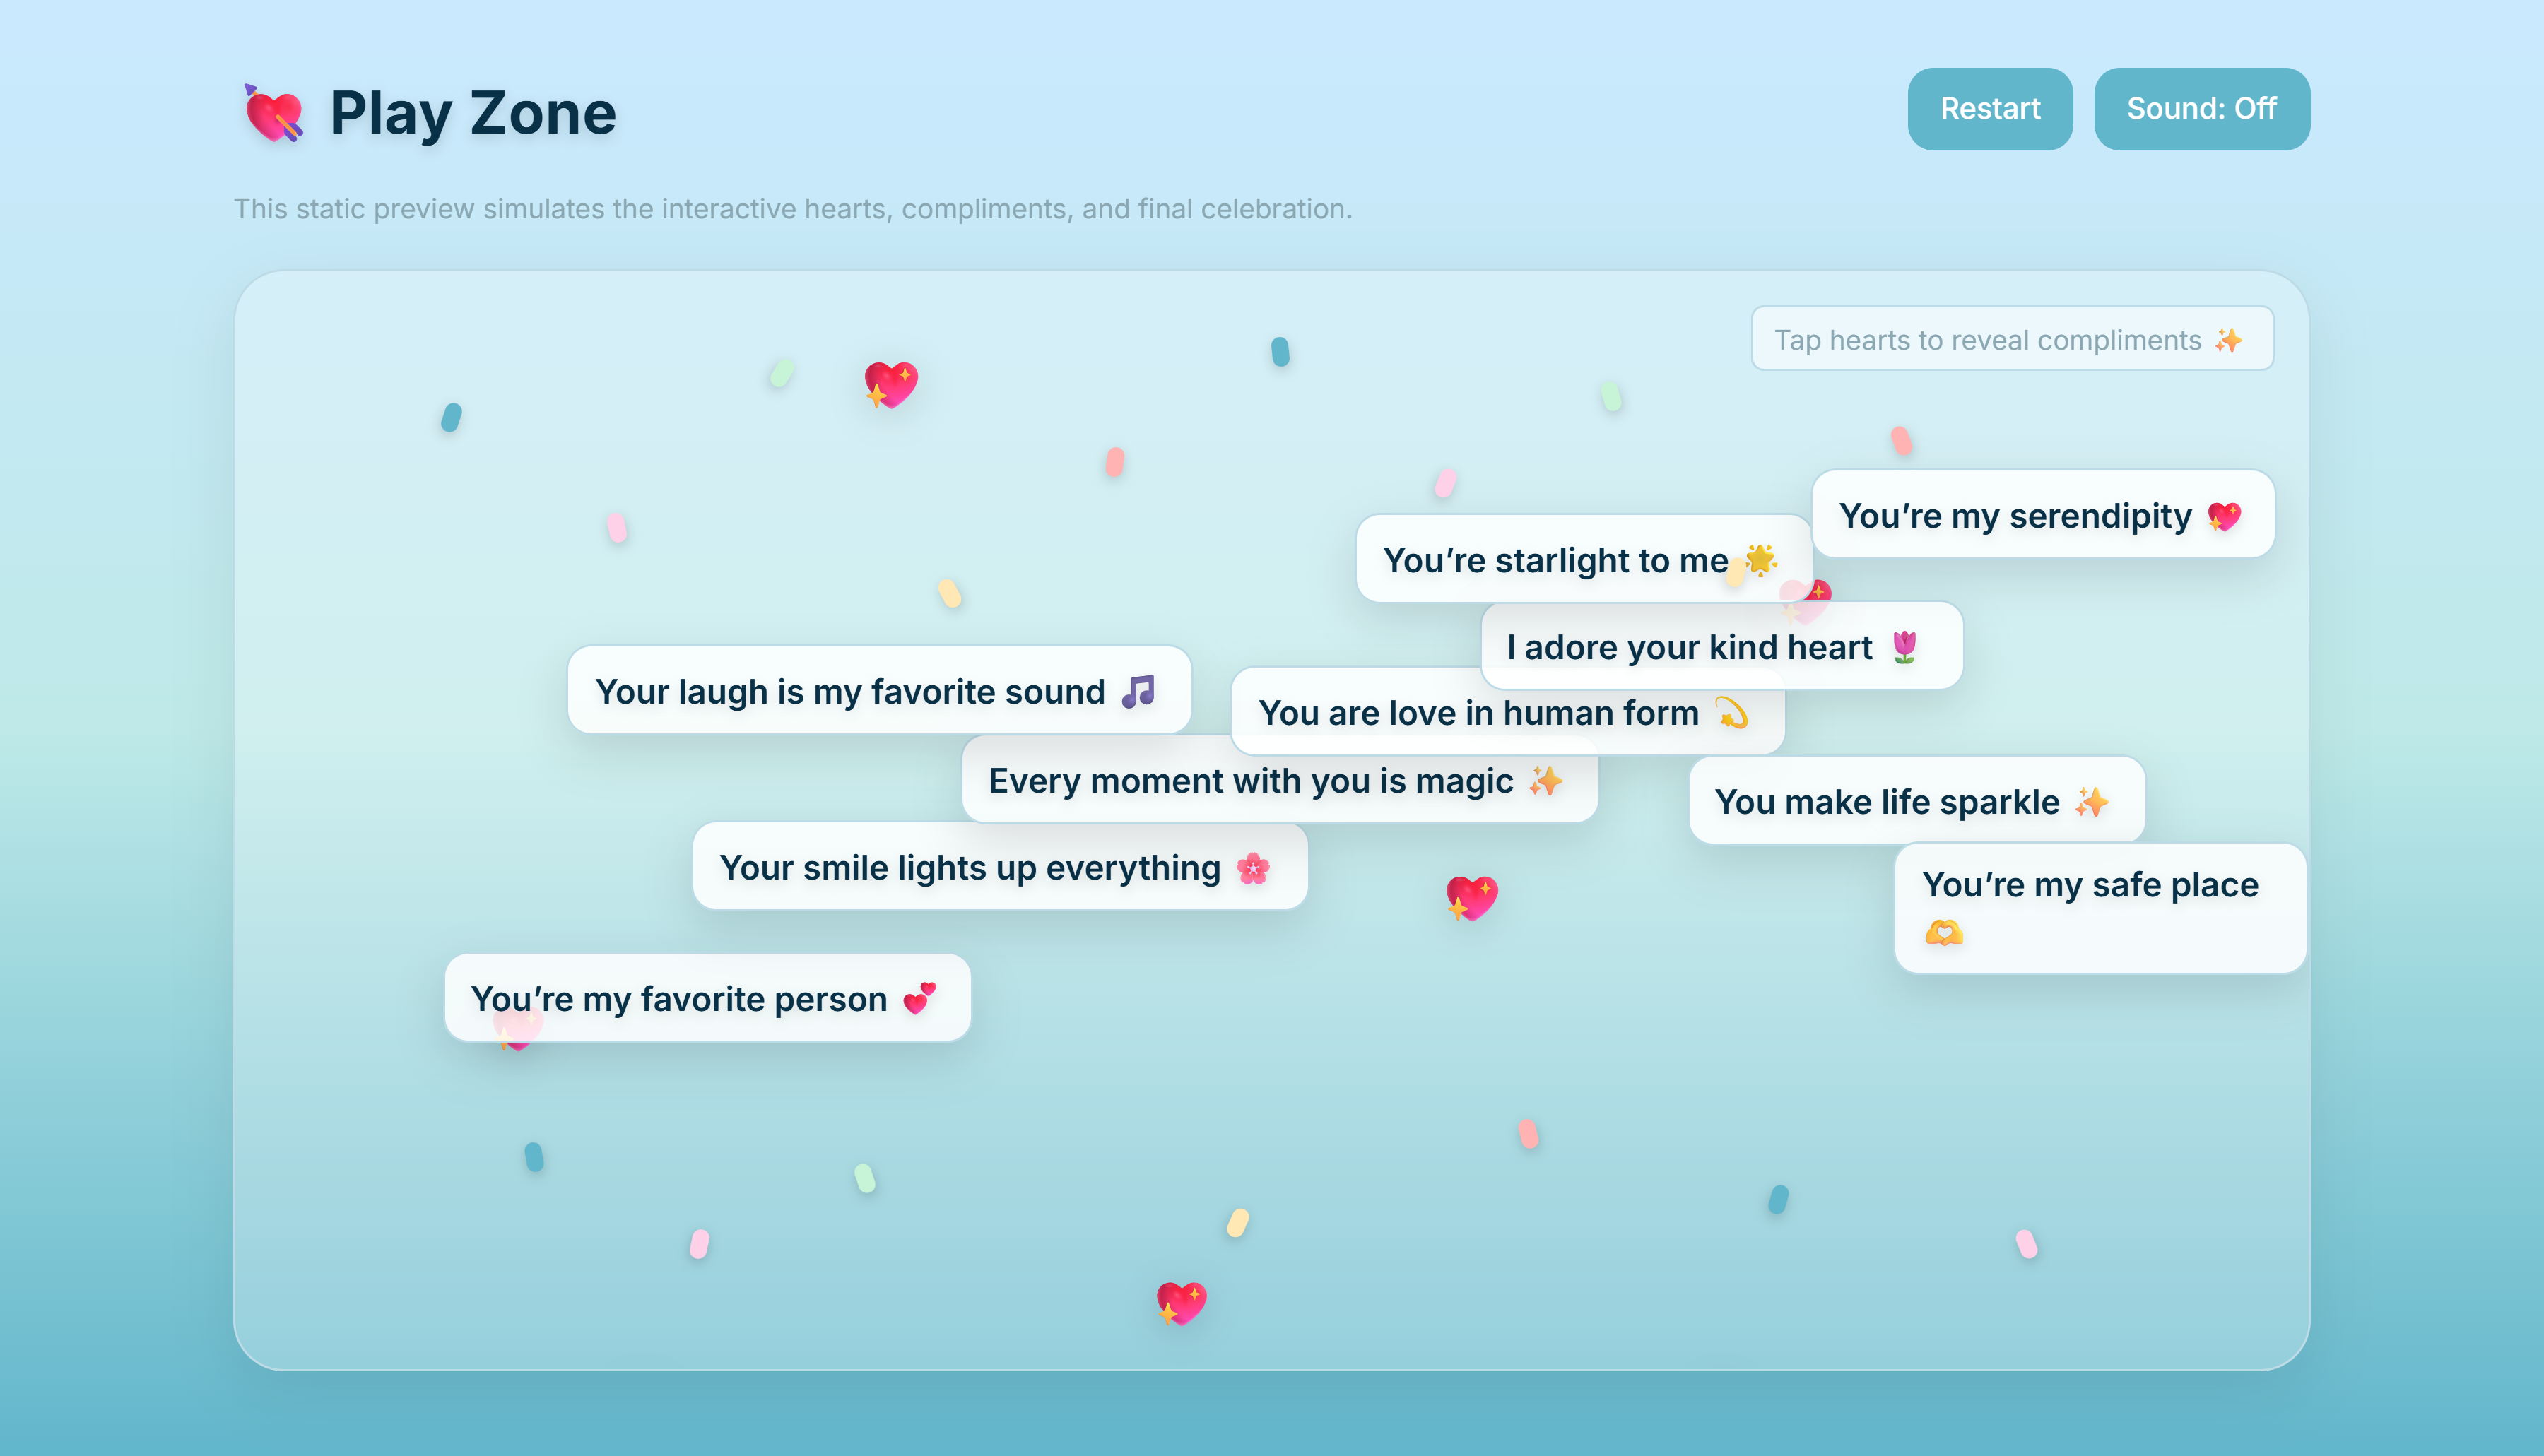 💘 Play Zone
Restart
Sound: Off
This static preview simulates the interactive hearts, compliments, and final celebration.
Tap hearts to reveal compliments ✨
You’re my serendipity 💖
You’re starlight to me 🌟
I adore your kind heart 🌷
Your laugh is my favorite sound 🎵
You are love in human form 💫
Every moment with you is magic ✨
You make life sparkle ✨
Your smile lights up everything 🌸
You’re my safe place
🫶
You’re my favorite person 💕